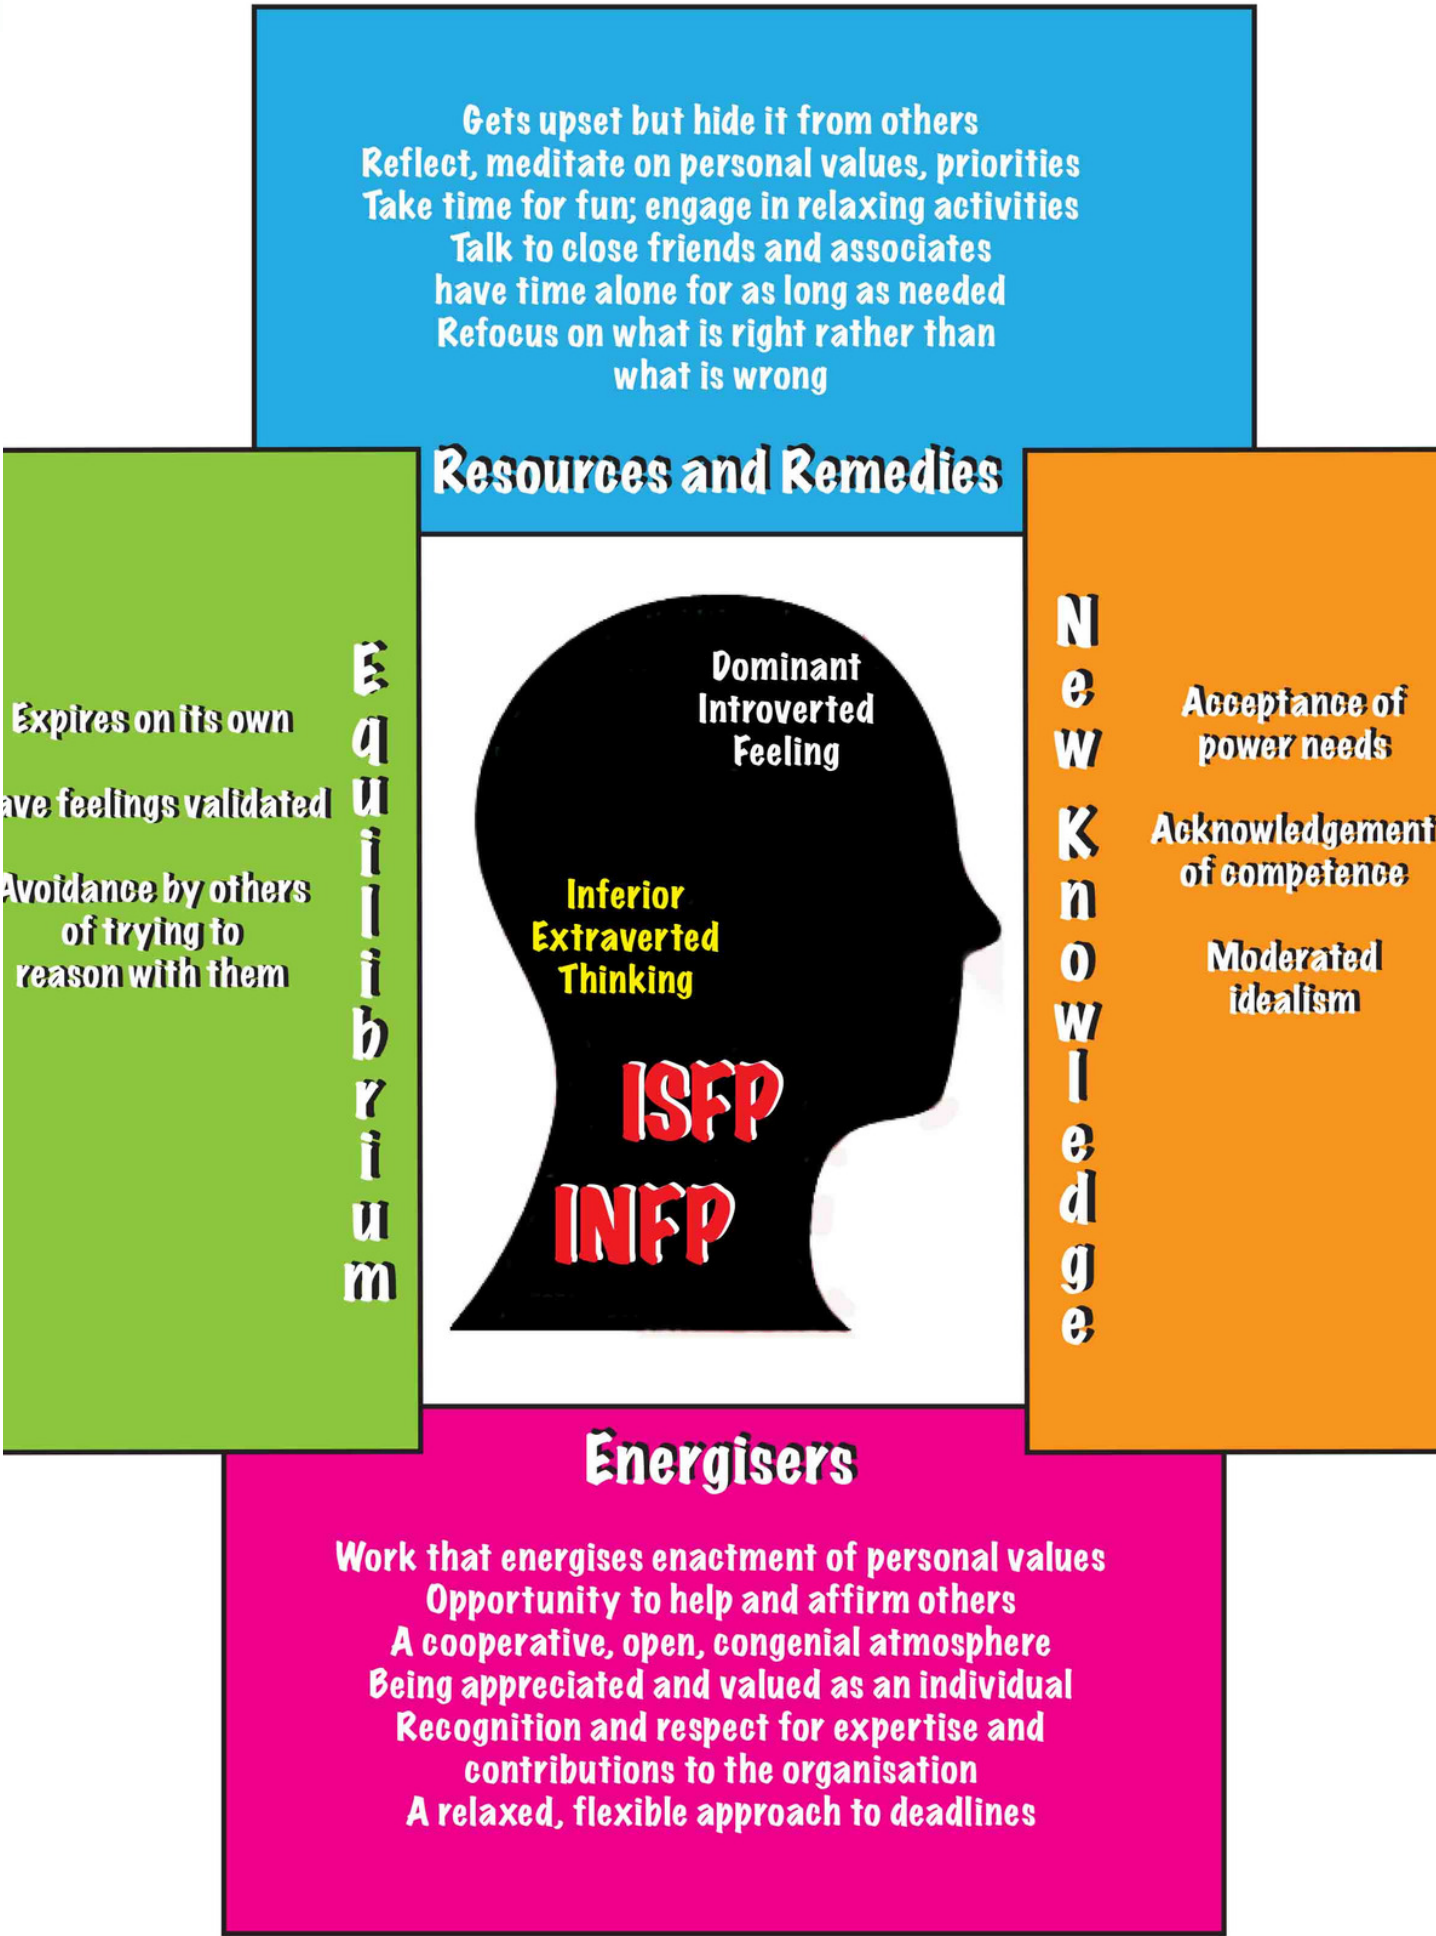 Gets upset but hide it from others
Reflect, meditate on personal values, priorities
Take time for fun; engage in relaxing activities
Talk to close friends and associates
have time alone for as long as needed
Refocus on what is right rather than
what is wrong
Resources and Remedies
Equilibrium
Expires on its own
ave feelings validated
Avoidance by others
of trying to
reason with them
Dominant
Introverted
Feeling
Inferior
Extraverted
Thinking
ISFP
INFP
New Knowledge
Acceptance of
power needs
Acknowledgement
of competence
Moderated
idealism
Energisers
Work that energises enactment of personal values
Opportunity to help and affirm others
A cooperative, open, congenial atmosphere
Being appreciated and valued as an individual
Recognition and respect for expertise and
contributions to the organisation
A relaxed, flexible approach to deadlines